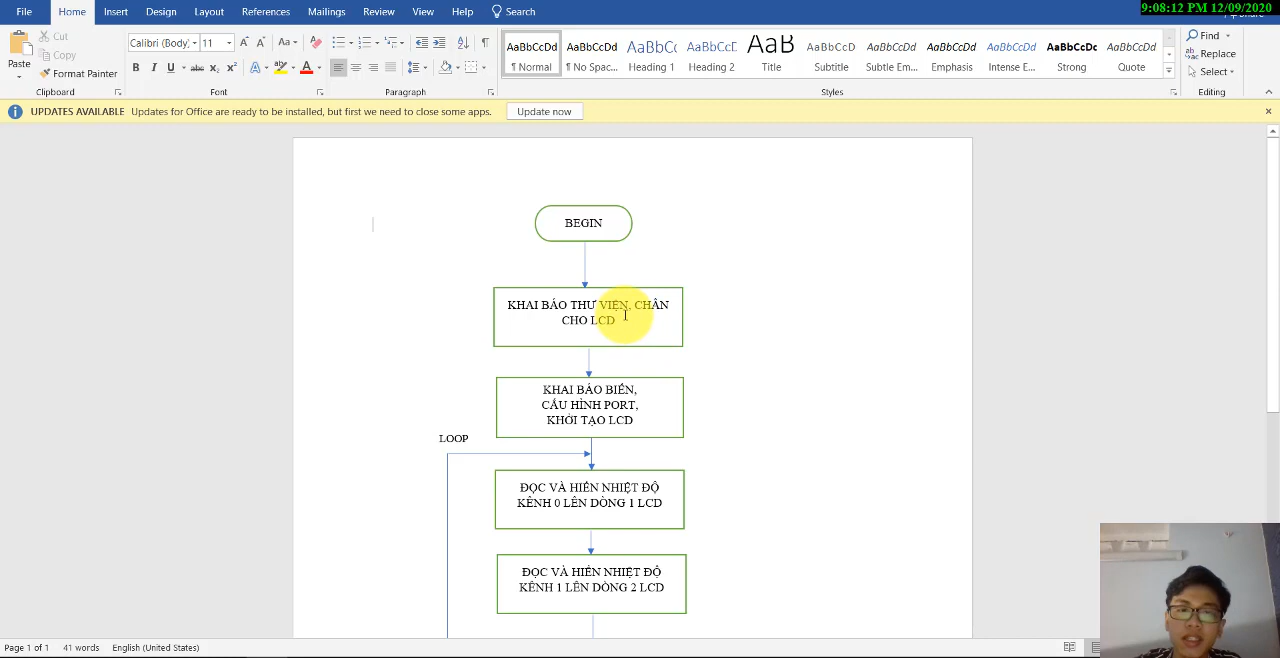 File Home Insert Design Layout References Mailings Review View Help Search
9:08:12 PM 12/09/2020
Share
Paste
Cut
Copy
Format Painter
Clipboard
Calibri (Body) 11
Font
Paragraph
AaBbCcDd AaBbCcDd AaBbCc AaBbCcE AaB AaBbCcD AaBbCcDd AaBbCcDd AaBbCcDd AaBbCcDc AaBbCcDd
¶ Normal ¶ No Spac... Heading 1 Heading 2 Title Subtitle Subtle Em... Emphasis Intense E... Strong Quote
Styles
Find
Replace
Select
Editing
UPDATES AVAILABLE Updates for Office are ready to be installed, but first we need to close some apps. Update now
BEGIN
KHAI BÁO THƯ VIỆN, CHÂN
CHO LCD
KHAI BÁO BIẾN,
CẤU HÌNH PORT,
KHỞI TẠO LCD
LOOP
ĐỌC VÀ HIỂN NHIỆT ĐỘ
KÊNH 0 LÊN DÒNG 1 LCD
ĐỌC VÀ HIỂN NHIỆT ĐỘ
KÊNH 1 LÊN DÒNG 2 LCD
Page 1 of 1 41 words English (United States)